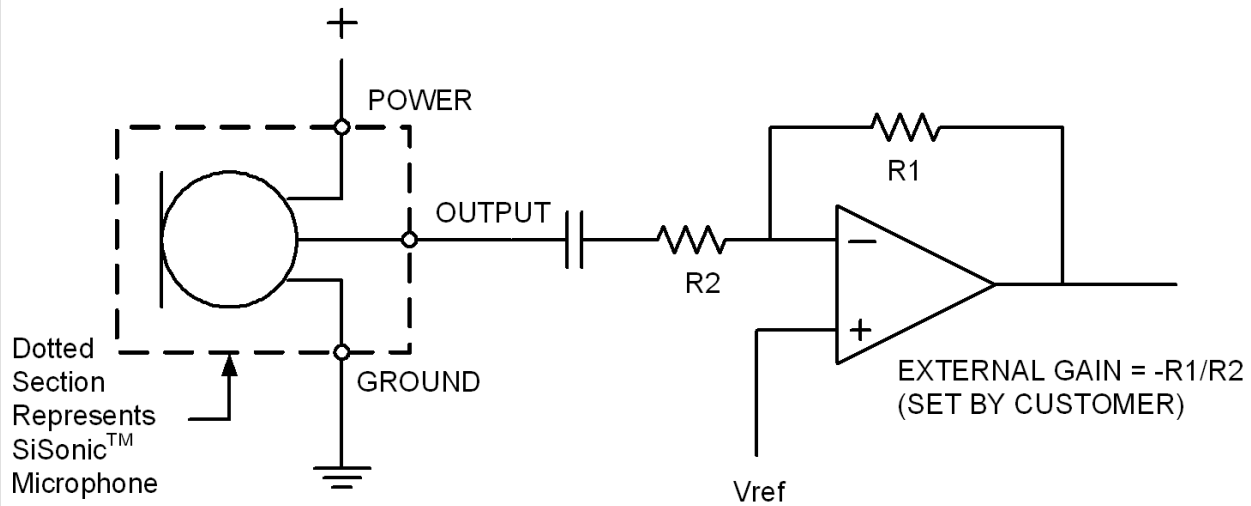 +
POWER
OUTPUT
R1
R2
−
+
GROUND
Dotted
Section
Represents
SiSonic™
Microphone
EXTERNAL GAIN = -R1/R2
(SET BY CUSTOMER)
Vref